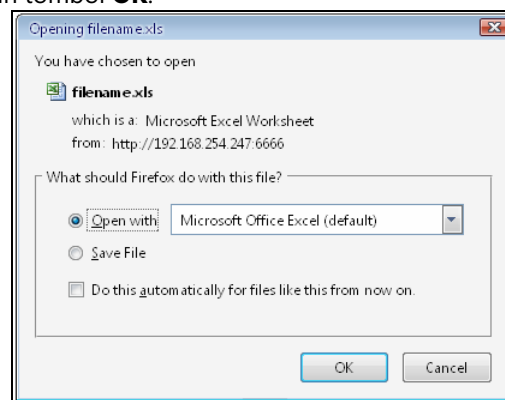 tombol OK.
Opening filename.xls
You have chosen to open
filename.xls
which is a: Microsoft Excel Worksheet
from: http://192.168.254.247:6666
What should Firefox do with this file?
Open with Microsoft Office Excel (default)
Save File
Do this automatically for files like this from now on.
OK Cancel